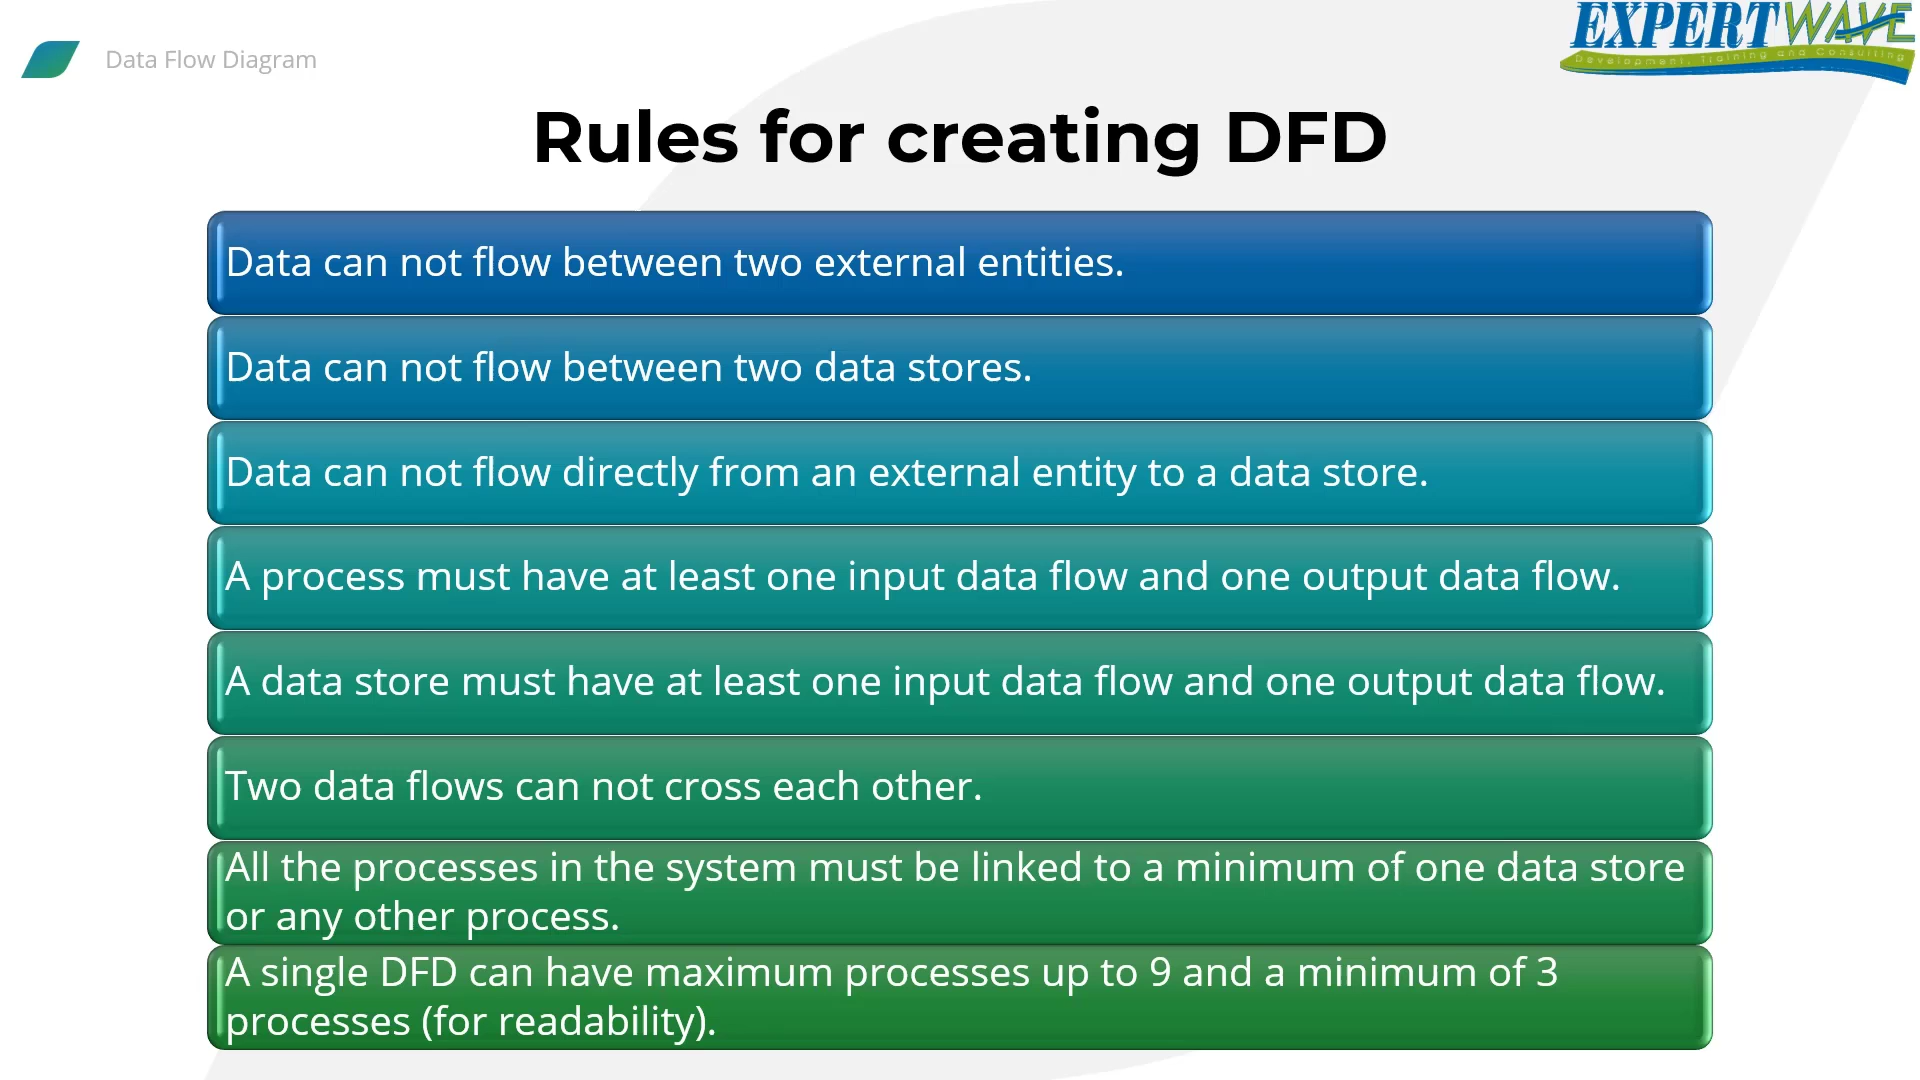 EXPERTWAVE
Development, Training and Consulting
Data Flow Diagram
Rules for creating DFD
Data can not flow between two external entities.
Data can not flow between two data stores.
Data can not flow directly from an external entity to a data store.
A process must have at least one input data flow and one output data flow.
A data store must have at least one input data flow and one output data flow.
Two data flows can not cross each other.
All the processes in the system must be linked to a minimum of one data store
or any other process.
A single DFD can have maximum processes up to 9 and a minimum of 3
processes (for readability).